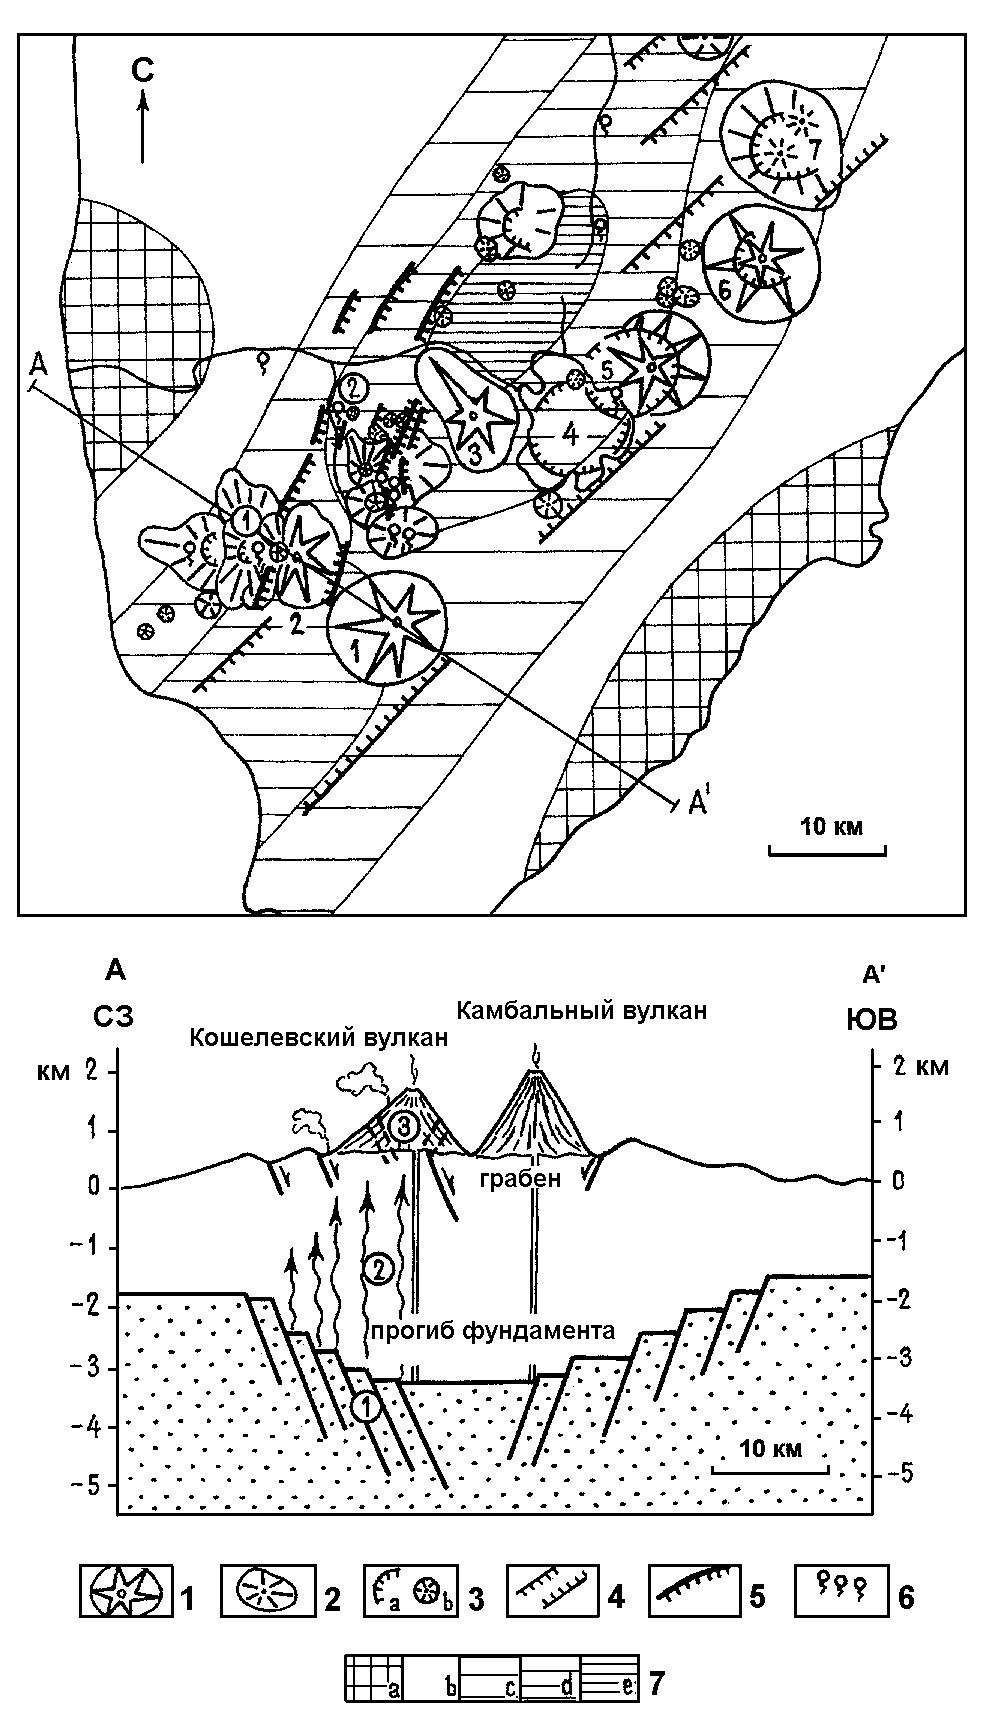 С
7
6
5
А
2
4
3
1
2
1
А'
10 км
А
А'
СЗ
Камбальный вулкан
ЮВ
Кошелевский вулкан
км 2
2 км
1
1
3
0
грабен
0
-1
-1
2
-2
-2
прогиб фундамента
-3
-3
1
-4
-4
10 км
-5
-5
1
2
a b 3
4
5
6
a b c d e 7